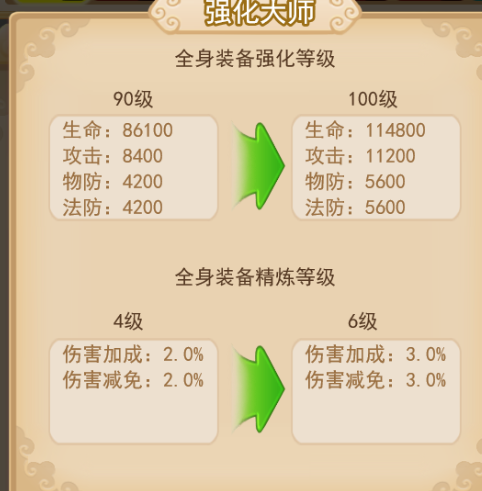 强化大师
全身装备强化等级
90级 100级
生命：86100 生命：114800
攻击：8400 攻击：11200
物防：4200 物防：5600
法防：4200 法防：5600
全身装备精炼等级
4级 6级
伤害加成：2.0% 伤害加成：3.0%
伤害减免：2.0% 伤害减免：3.0%